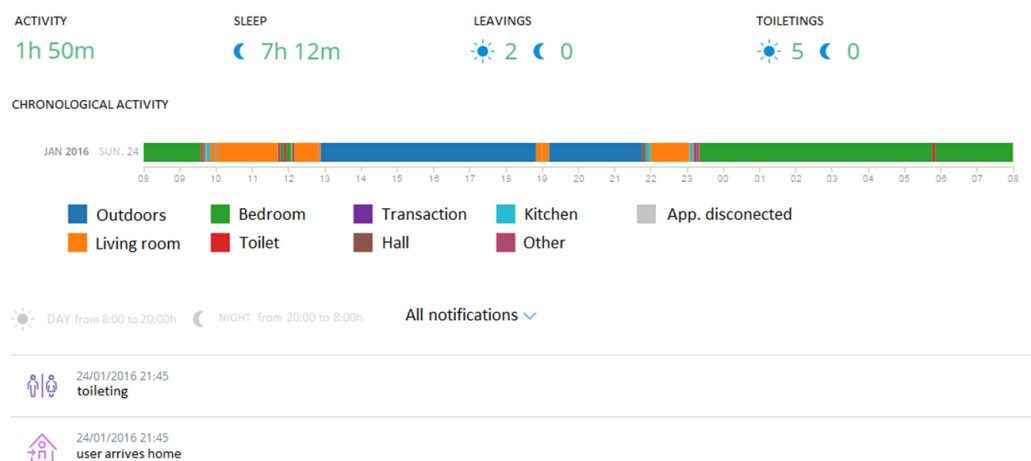 ACTIVITY SLEEP LEAVINGS TOILETINGS
1h 50m 7h 12m 2 0 5 0
CHRONOLOGICAL ACTIVITY
JAN 2016 SUN. 24
08 09 10 11 12 13 14 15 16 17 18 19 20 21 22 23 00 01 02 03 04 05 06 07 08
Outdoors Bedroom Transaction Kitchen App. disconected
Living room Toilet Hall Other
DAY from 8:00 to 20:00h NIGHT from 20:00 to 8:00h All notifications
24/01/2016 21:45
toileting
24/01/2016 21:45
user arrives home